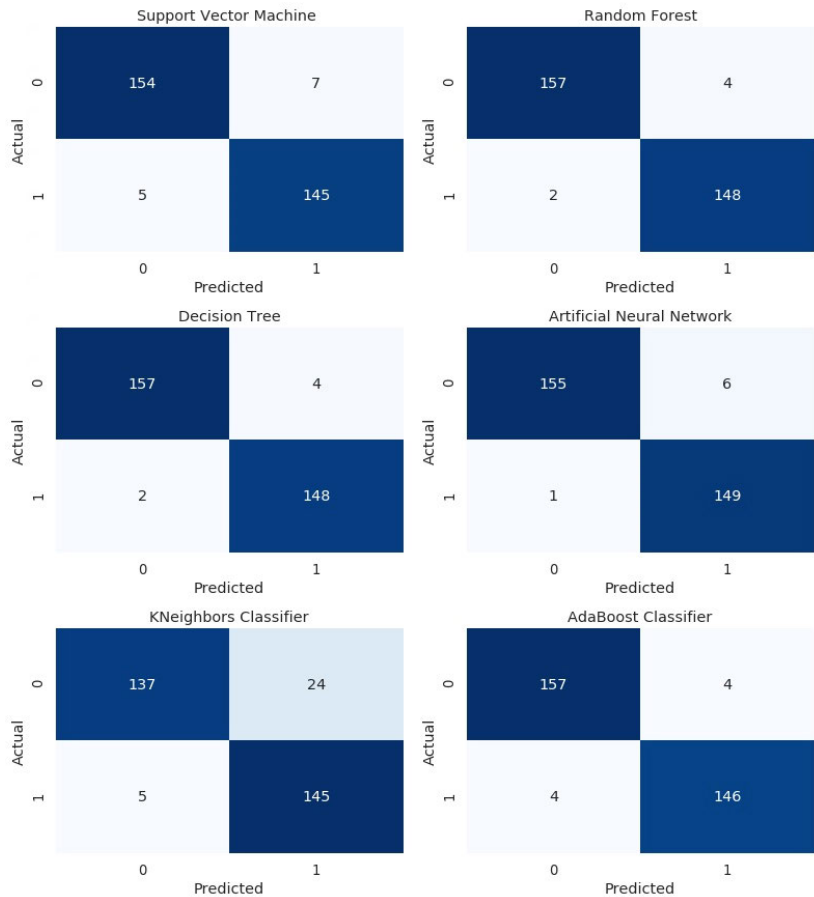 Support Vector Machine
Actual
0
154
7
1
5
145
0
1
Predicted
Random Forest
Actual
0
157
4
1
2
148
0
1
Predicted
Decision Tree
Actual
0
157
4
1
2
148
0
1
Predicted
Artificial Neural Network
Actual
0
155
6
1
1
149
0
1
Predicted
KNeighbors Classifier
Actual
0
137
24
1
5
145
0
1
Predicted
AdaBoost Classifier
Actual
0
157
4
1
4
146
0
1
Predicted